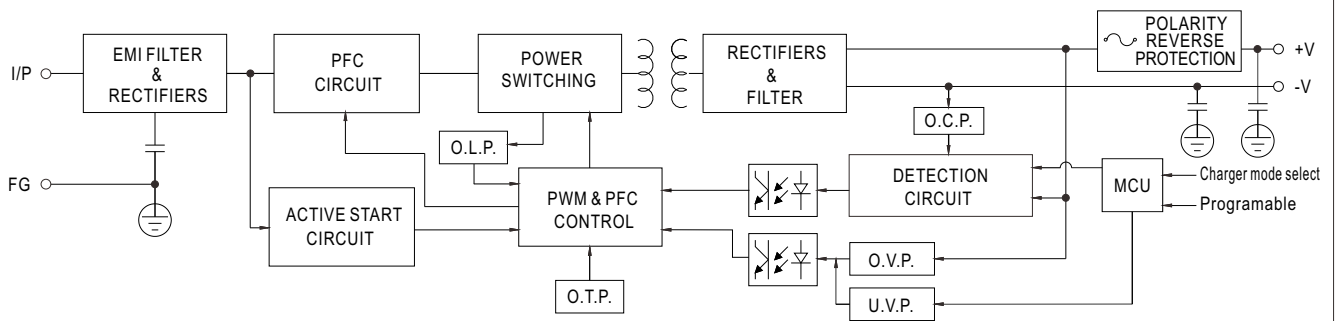 I/P
EMI FILTER
&
RECTIFIERS
PFC
CIRCUIT
POWER
SWITCHING
RECTIFIERS
&
FILTER
POLARITY
REVERSE
PROTECTION
+V
-V
O.C.P.
O.L.P.
FG
ACTIVE START
CIRCUIT
PWM & PFC
CONTROL
DETECTION
CIRCUIT
MCU
Charger mode select
Programable
O.V.P.
O.T.P.
U.V.P.